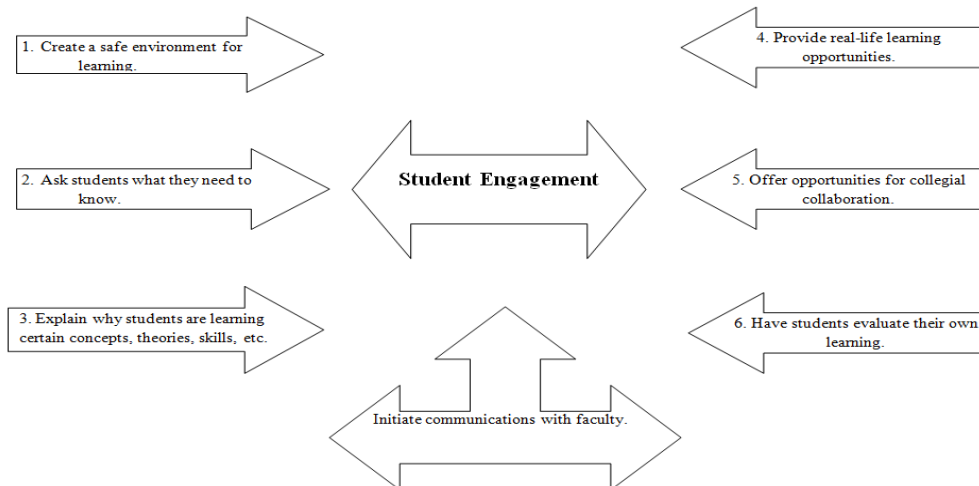 1. Create a safe environment for
learning.
2. Ask students what they need to
know.
3. Explain why students are learning
certain concepts, theories, skills, etc.
Student Engagement
Initiate communications with faculty.
4. Provide real-life learning
opportunities.
5. Offer opportunities for collegial
collaboration.
6. Have students evaluate their own
learning.